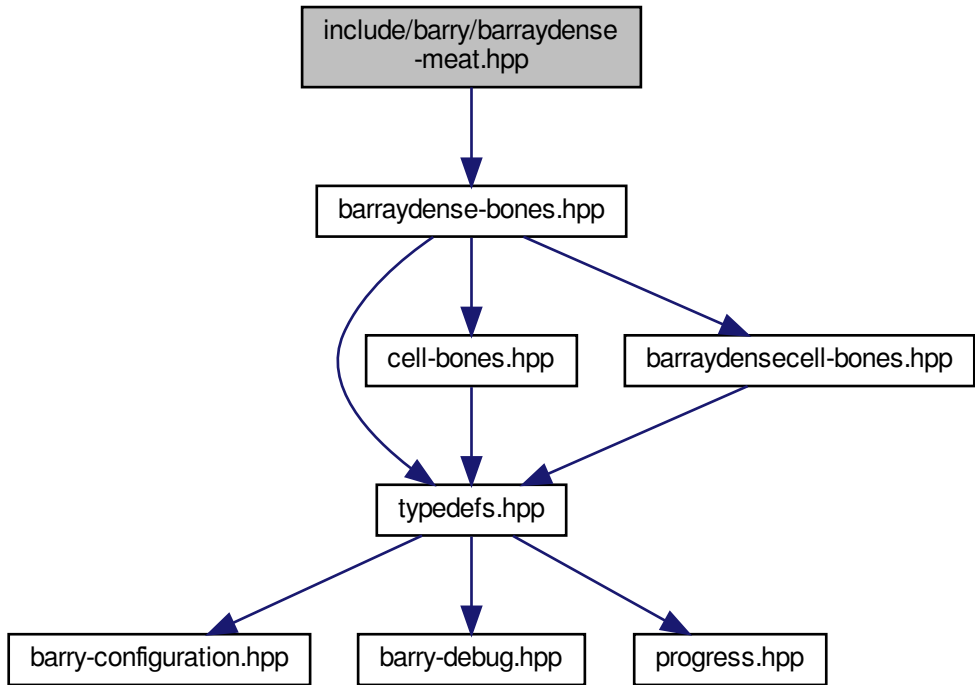 include/barry/barraydense
-meat.hpp
barraydense-bones.hpp
cell-bones.hpp
barraydensecell-bones.hpp
typedefs.hpp
barry-configuration.hpp
barry-debug.hpp
progress.hpp